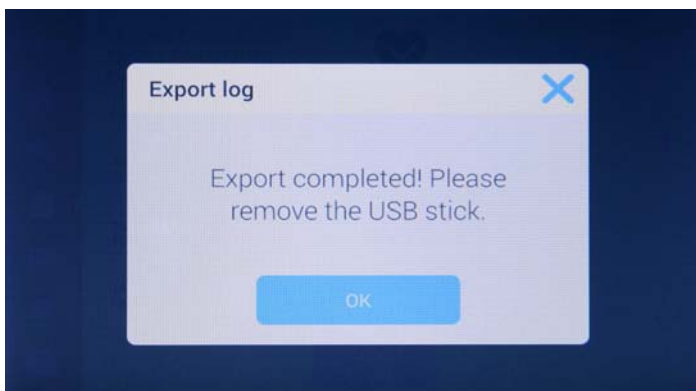 Export log
Export completed! Please
remove the USB stick.
OK